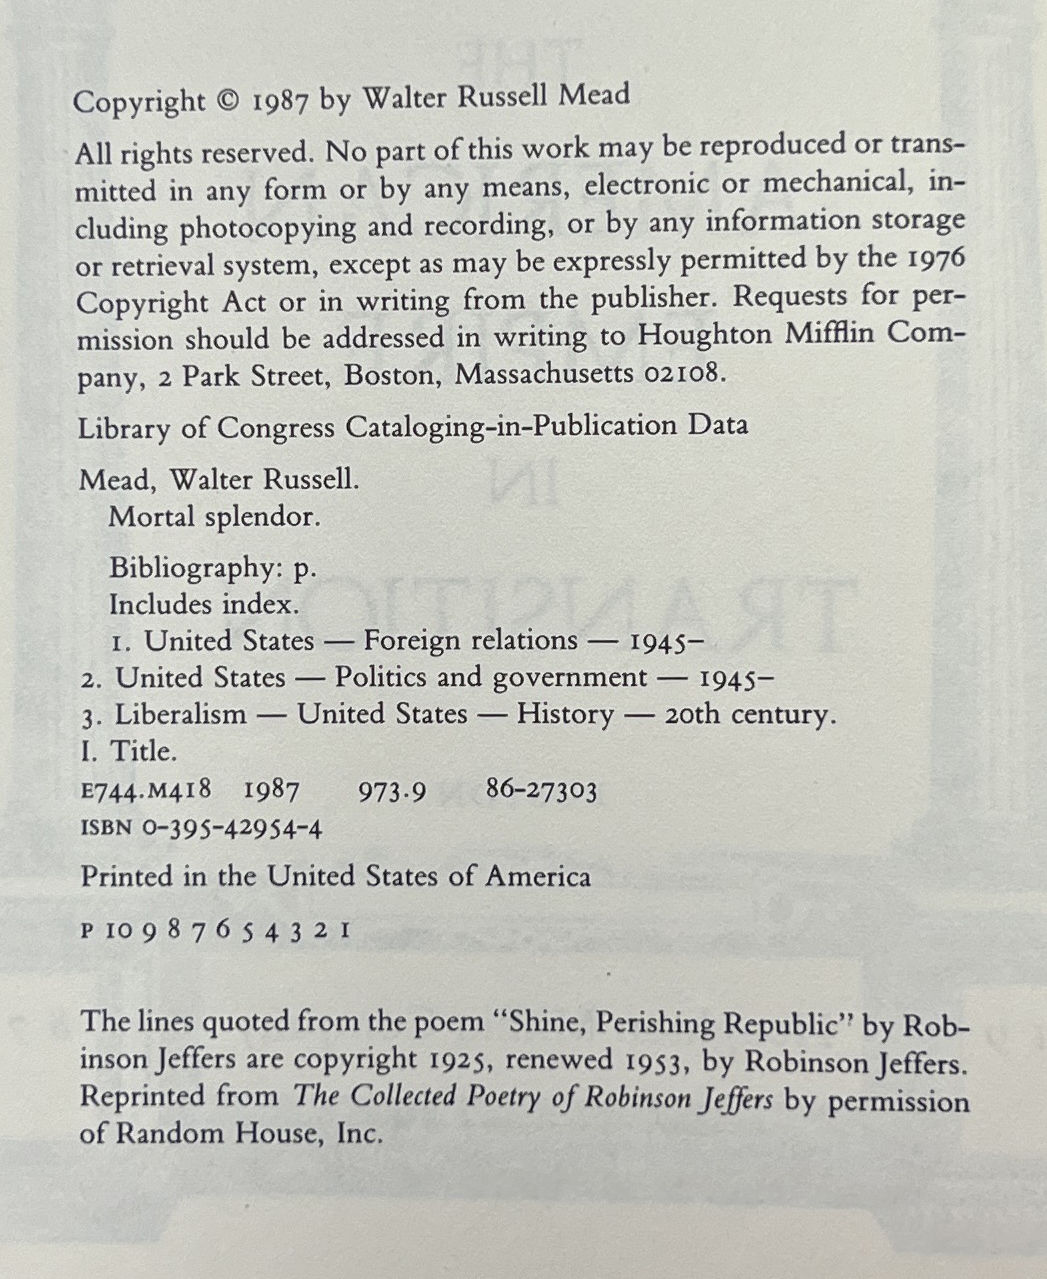 Copyright © 1987 by Walter Russell Mead
All rights reserved. No part of this work may be reproduced or trans-
mitted in any form or by any means, electronic or mechanical, in-
cluding photocopying and recording, or by any information storage
or retrieval system, except as may be expressly permitted by the 1976
Copyright Act or in writing from the publisher. Requests for per-
mission should be addressed in writing to Houghton Mifflin Com-
pany, 2 Park Street, Boston, Massachusetts 02108.
Library of Congress Cataloging-in-Publication Data
Mead, Walter Russell.
Mortal splendor.
Bibliography: p.
Includes index.
1. United States — Foreign relations — 1945–
2. United States — Politics and government — 1945–
3. Liberalism — United States — History — 20th century.
I. Title.
E744.M418 1987 973.9 86-27303
ISBN 0-395-42954-4
Printed in the United States of America
P 10 9 8 7 6 5 4 3 2 1
The lines quoted from the poem “Shine, Perishing Republic” by Rob-
inson Jeffers are copyright 1925, renewed 1953, by Robinson Jeffers.
Reprinted from The Collected Poetry of Robinson Jeffers by permission
of Random House, Inc.